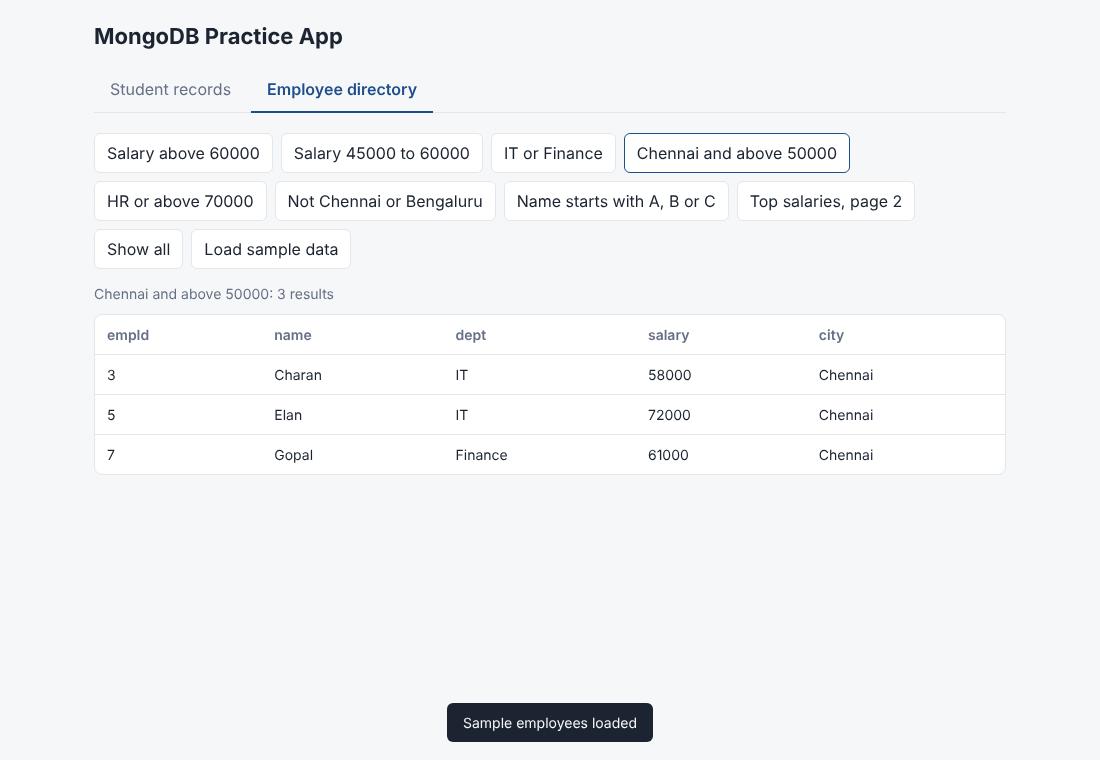 MongoDB Practice App
Student records Employee directory
Salary above 60000 Salary 45000 to 60000 IT or Finance Chennai and above 50000
HR or above 70000 Not Chennai or Bengaluru Name starts with A, B or C Top salaries, page 2
Show all Load sample data
Chennai and above 50000: 3 results
empId name dept salary city
3 Charan IT 58000 Chennai
5 Elan IT 72000 Chennai
7 Gopal Finance 61000 Chennai
Sample employees loaded